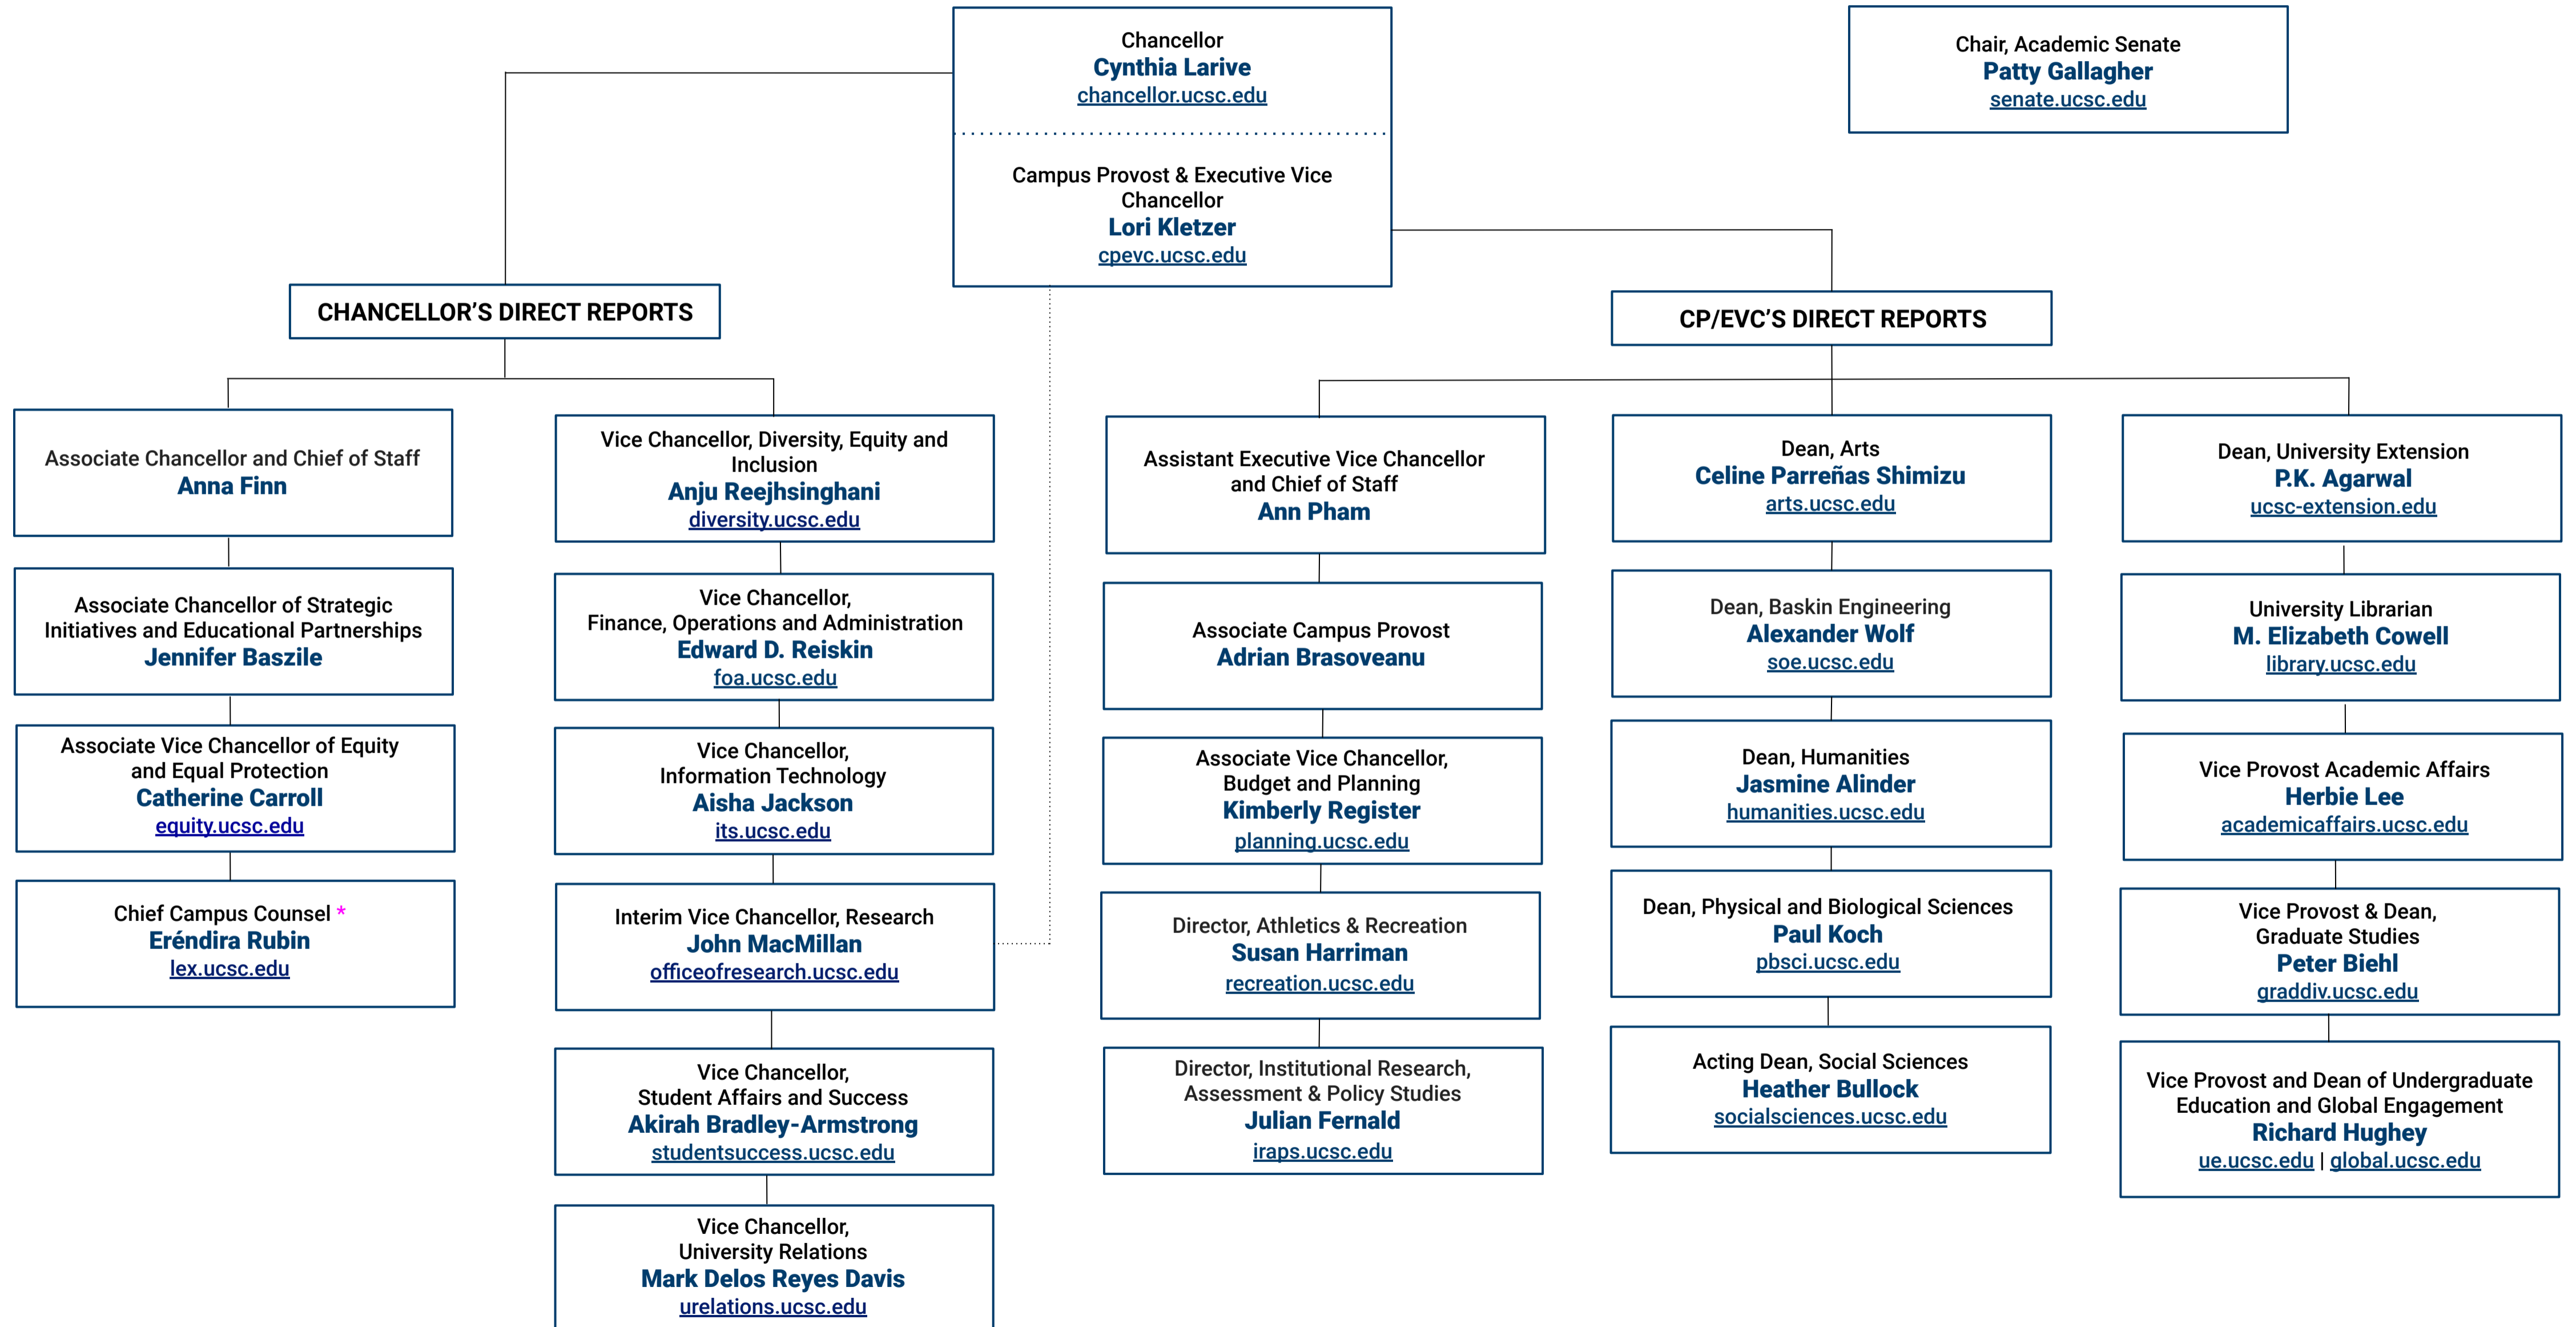 Chancellor
Cynthia Larive
chancellor.ucsc.edu
Campus Provost & Executive Vice
Chancellor
Lori Kletzer
cpevc.ucsc.edu
Chair, Academic Senate
Patty Gallagher
senate.ucsc.edu
CHANCELLOR’S DIRECT REPORTS
Associate Chancellor and Chief of Staff
Anna Finn
Associate Chancellor of Strategic
Initiatives and Educational Partnerships
Jennifer Baszile
Associate Vice Chancellor of Equity
and Equal Protection
Catherine Carroll
equity.ucsc.edu
Chief Campus Counsel *
Eréndira Rubin
lex.ucsc.edu
Vice Chancellor, Diversity, Equity and
Inclusion
Anju Reejhsinghani
diversity.ucsc.edu
Vice Chancellor,
Finance, Operations and Administration
Edward D. Reiskin
foa.ucsc.edu
Vice Chancellor,
Information Technology
Aisha Jackson
its.ucsc.edu
Interim Vice Chancellor, Research
John MacMillan
officeofresearch.ucsc.edu
Vice Chancellor,
Student Affairs and Success
Akirah Bradley-Armstrong
studentsuccess.ucsc.edu
Vice Chancellor,
University Relations
Mark Delos Reyes Davis
urelations.ucsc.edu
CP/EVC’S DIRECT REPORTS
Assistant Executive Vice Chancellor
and Chief of Staff
Ann Pham
Associate Campus Provost
Adrian Brasoveanu
Associate Vice Chancellor,
Budget and Planning
Kimberly Register
planning.ucsc.edu
Director, Athletics & Recreation
Susan Harriman
recreation.ucsc.edu
Director, Institutional Research,
Assessment & Policy Studies
Julian Fernald
iraps.ucsc.edu
Dean, Arts
Celine Parreñas Shimizu
arts.ucsc.edu
Dean, Baskin Engineering
Alexander Wolf
soe.ucsc.edu
Dean, Humanities
Jasmine Alinder
humanities.ucsc.edu
Dean, Physical and Biological Sciences
Paul Koch
pbsci.ucsc.edu
Acting Dean, Social Sciences
Heather Bullock
socialsciences.ucsc.edu
Dean, University Extension
P.K. Agarwal
ucsc-extension.edu
University Librarian
M. Elizabeth Cowell
library.ucsc.edu
Vice Provost Academic Affairs
Herbie Lee
academicaffairs.ucsc.edu
Vice Provost & Dean,
Graduate Studies
Peter Biehl
graddiv.ucsc.edu
Vice Provost and Dean of Undergraduate
Education and Global Engagement
Richard Hughey
ue.ucsc.edu | global.ucsc.edu